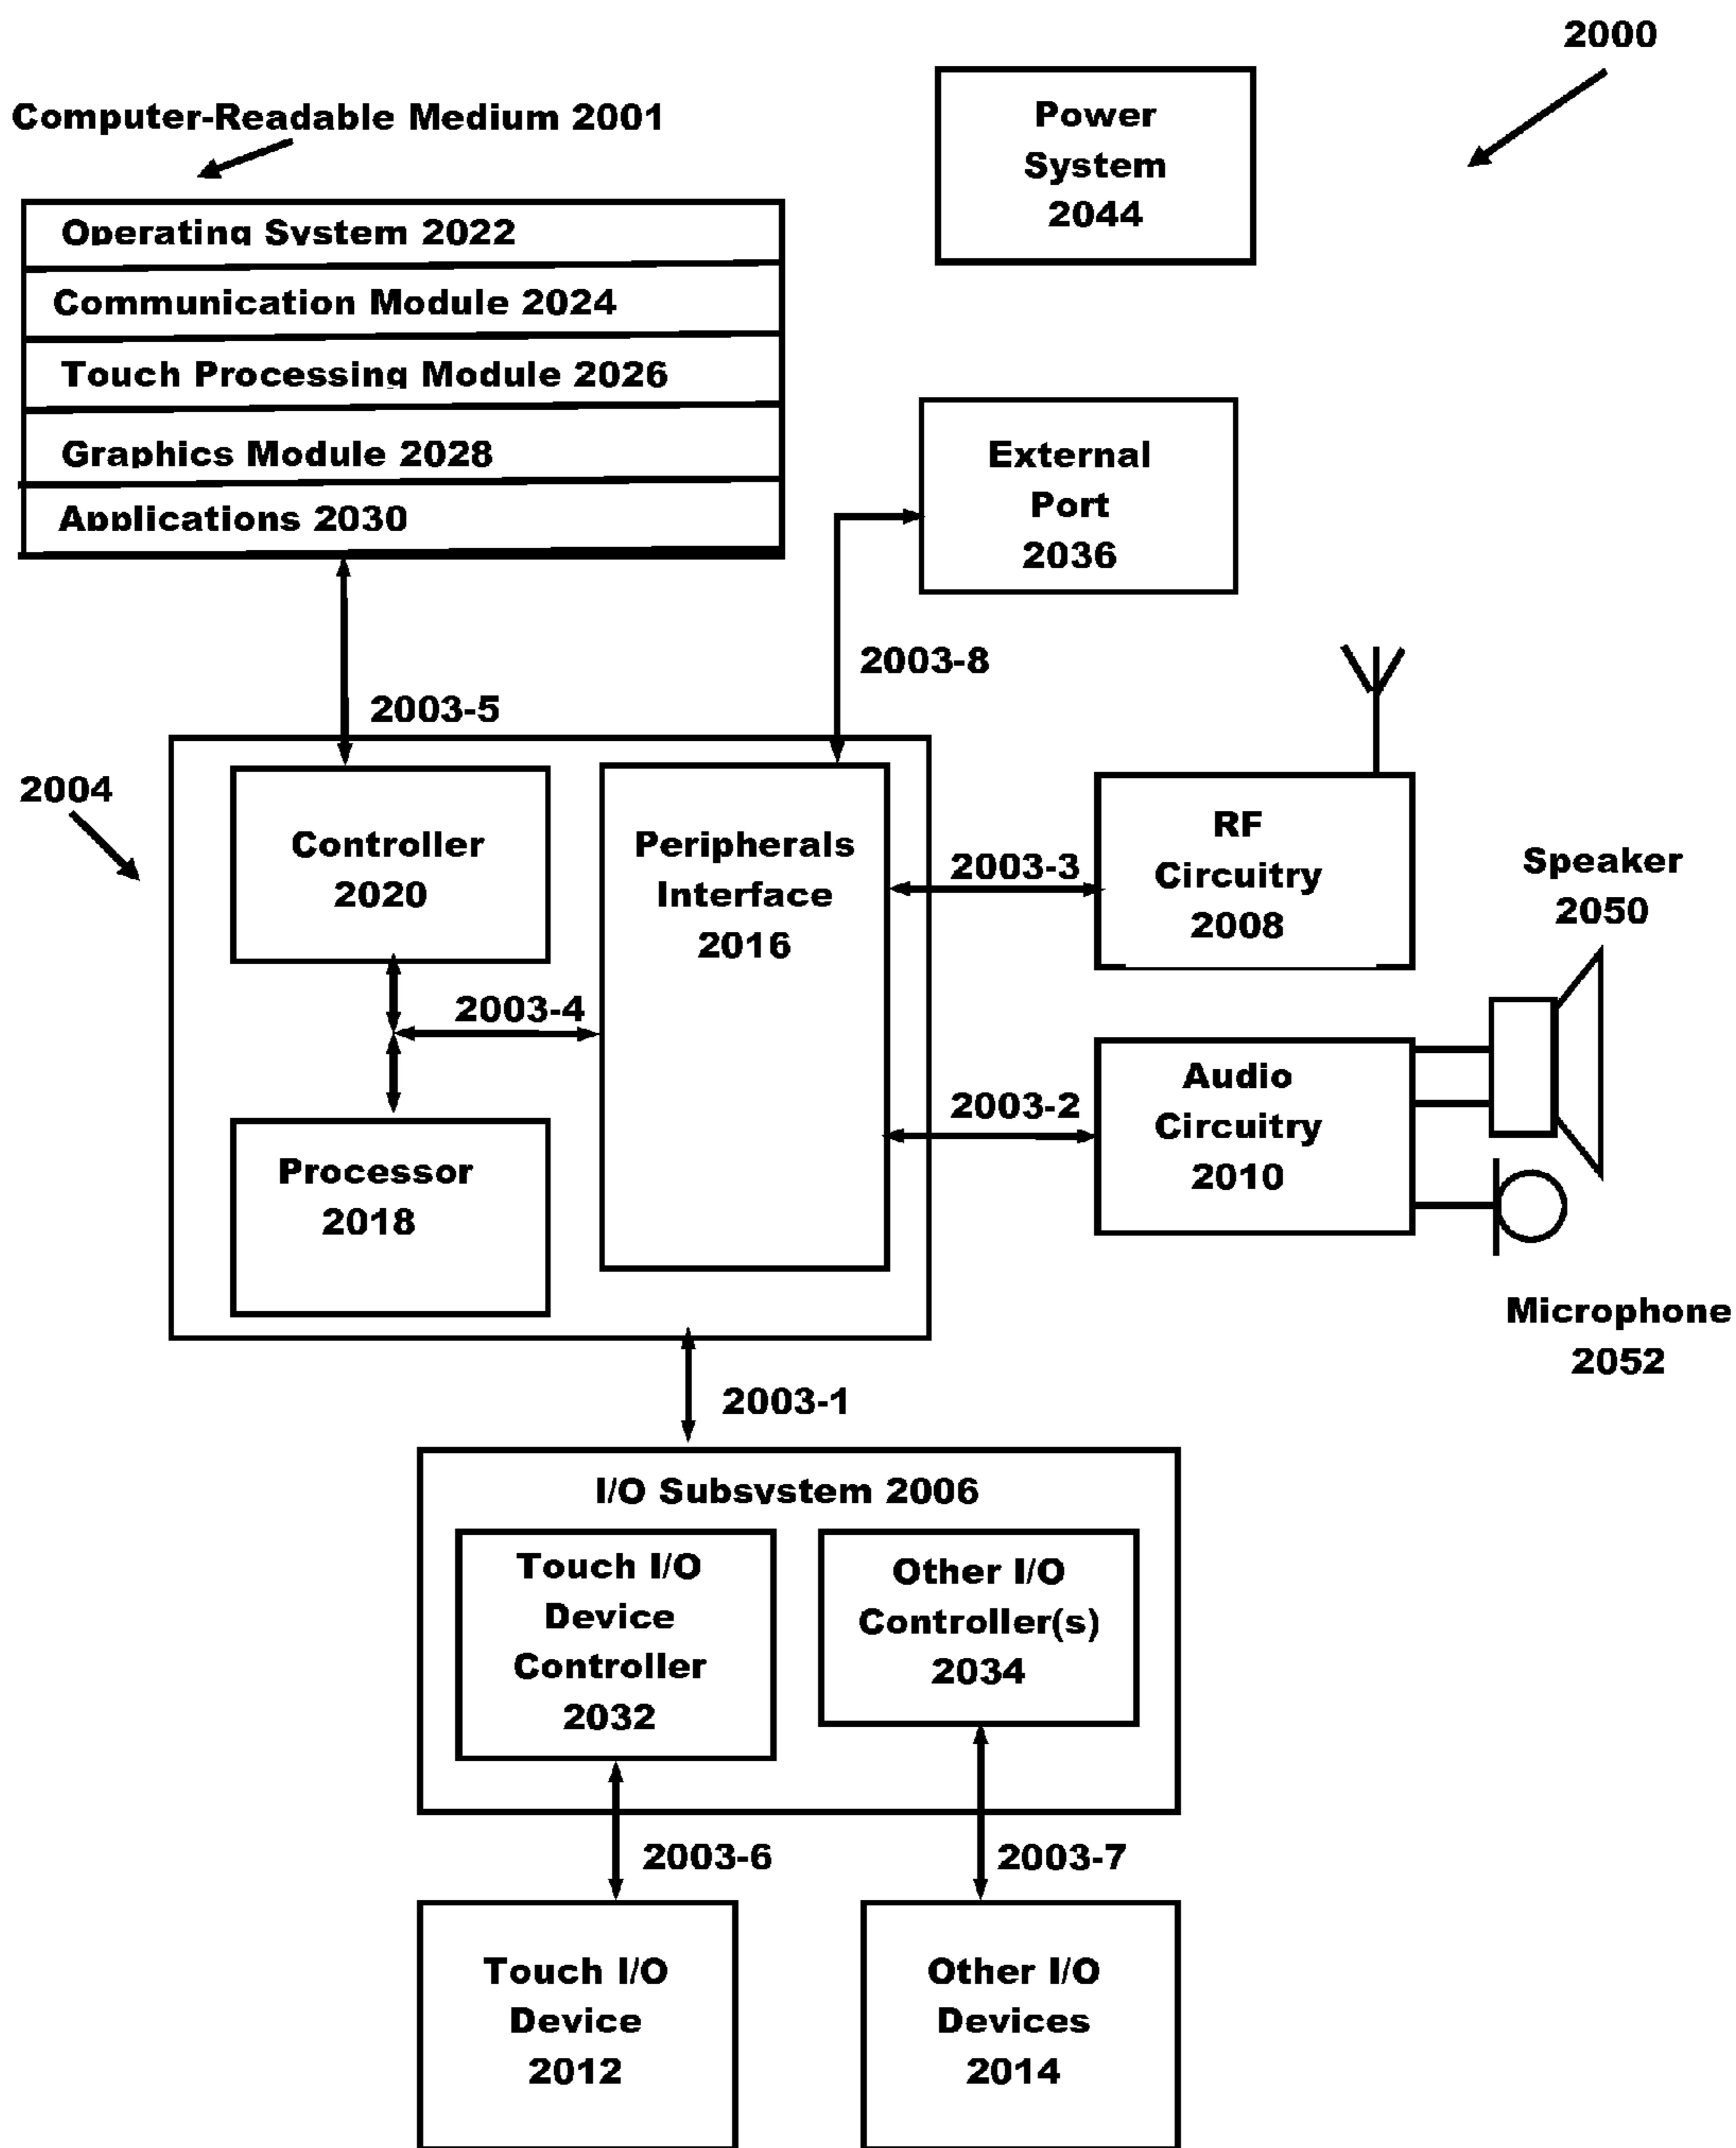 2000
Computer-Readable Medium 2001
Power
System
2044
Operating System 2022
Communication Module 2024
Touch Processing Module 2026
Graphics Module 2028
Applications 2030
External
Port
2036
2003-8
2003-5
2004
Controller
2020
Peripherals
Interface
2016
2003-3
RF
Circuitry
2008
Speaker
2050
2003-4
2003-2
Audio
Circuitry
2010
Processor
2018
Microphone
2052
2003-1
I/O Subsystem 2006
Touch I/O
Device
Controller
2032
Other I/O
Controller(s)
2034
2003-6
2003-7
Touch I/O
Device
2012
Other I/O
Devices
2014